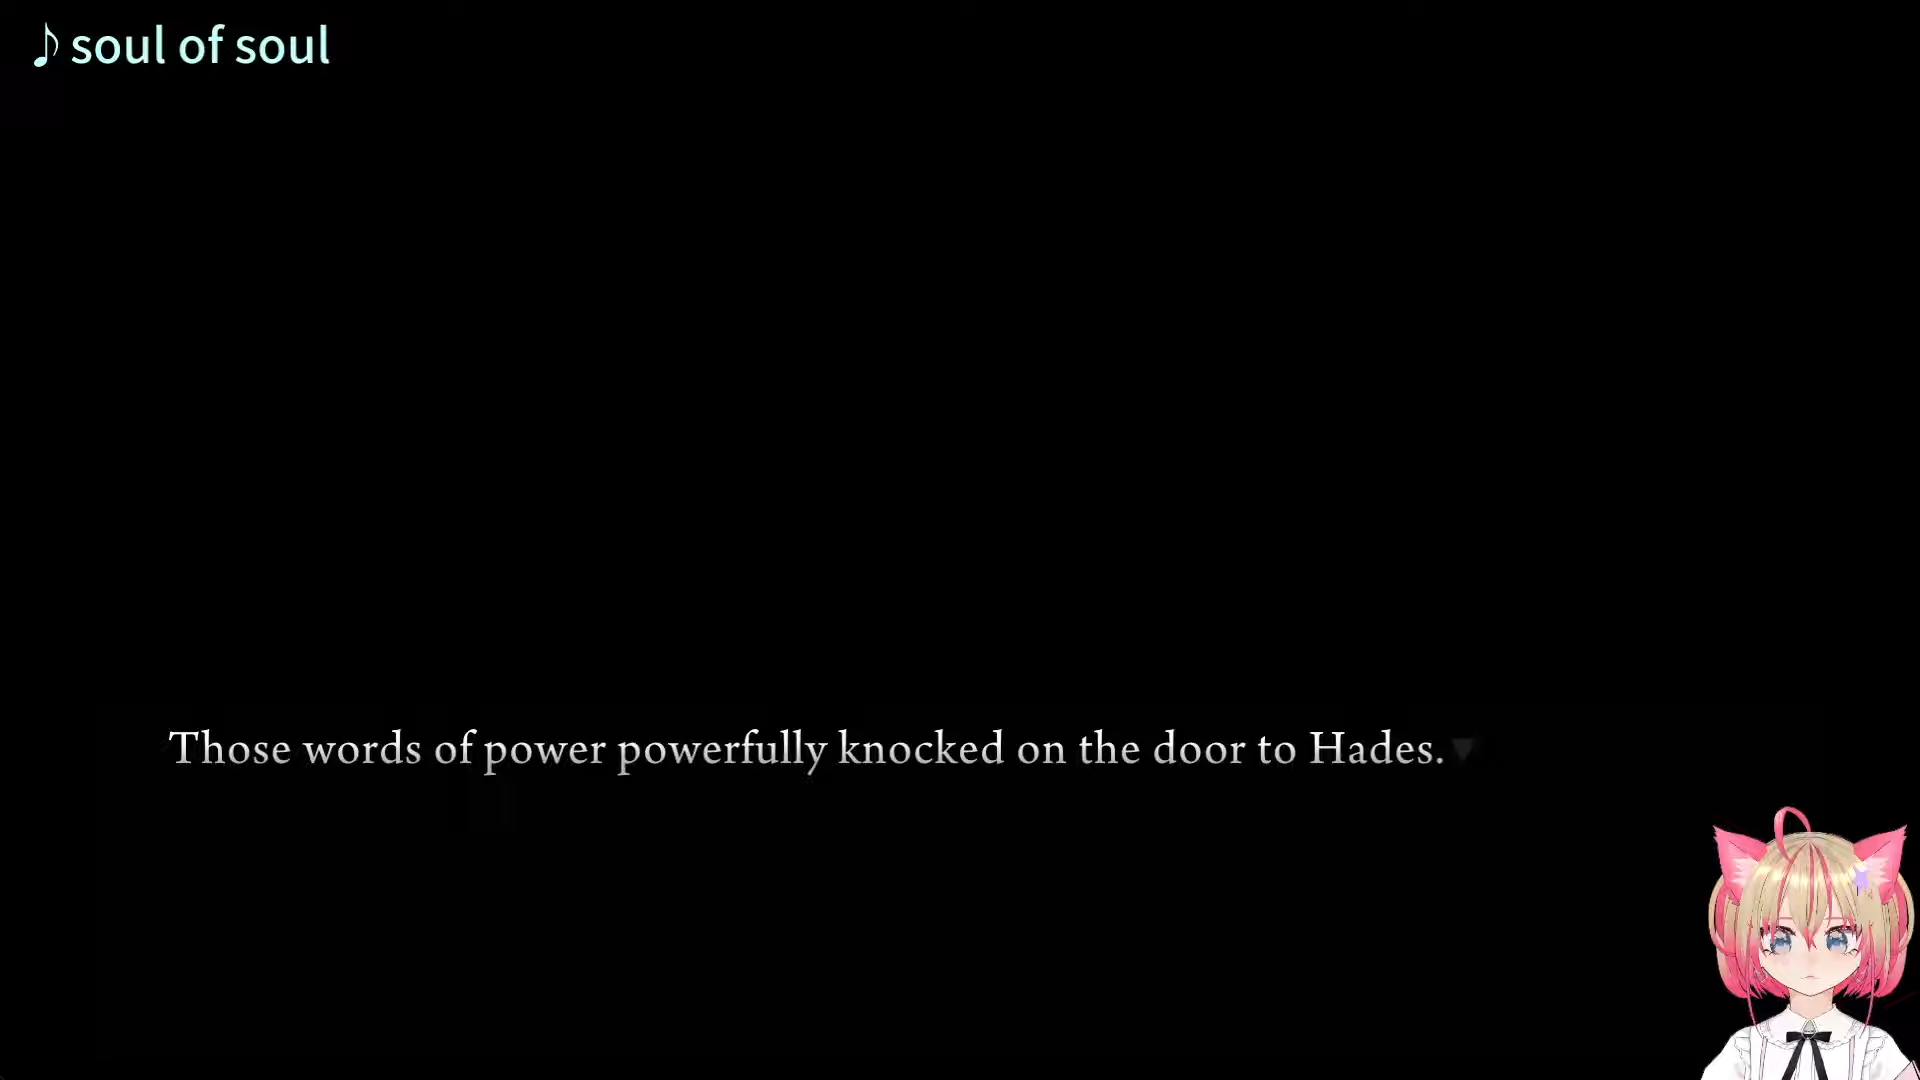 ♪ soul of soul
Those words of power powerfully knocked on the door to Hades.